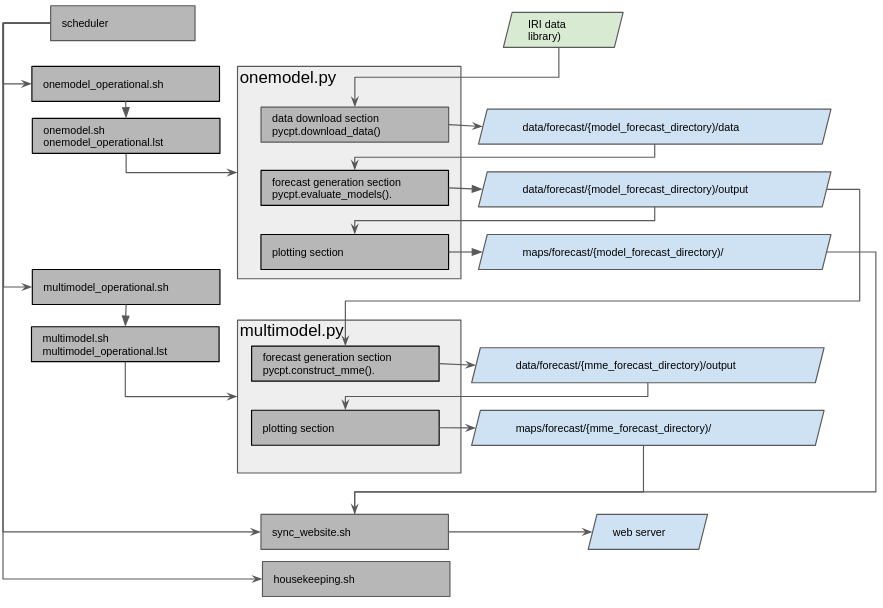 scheduler
IRI data
library)
onemodel_operational.sh
onemodel.sh
onemodel_operational.lst
onemodel.py
data download section
pycpt.download_data()
data/forecast/{model_forecast_directory)/data
forecast generation section
pycpt.evaluate_models().
data/forecast/{model_forecast_directory)/output
plotting section
maps/forecast/{model_forecast_directory)/
multimodel_operational.sh
multimodel.sh
multimodel_operational.lst
multimodel.py
forecast generation section
pycpt.construct_mme().
data/forecast/{mme_forecast_directory)/output
plotting section
maps/forecast/{mme_forecast_directory)/
sync_website.sh
web server
housekeeping.sh